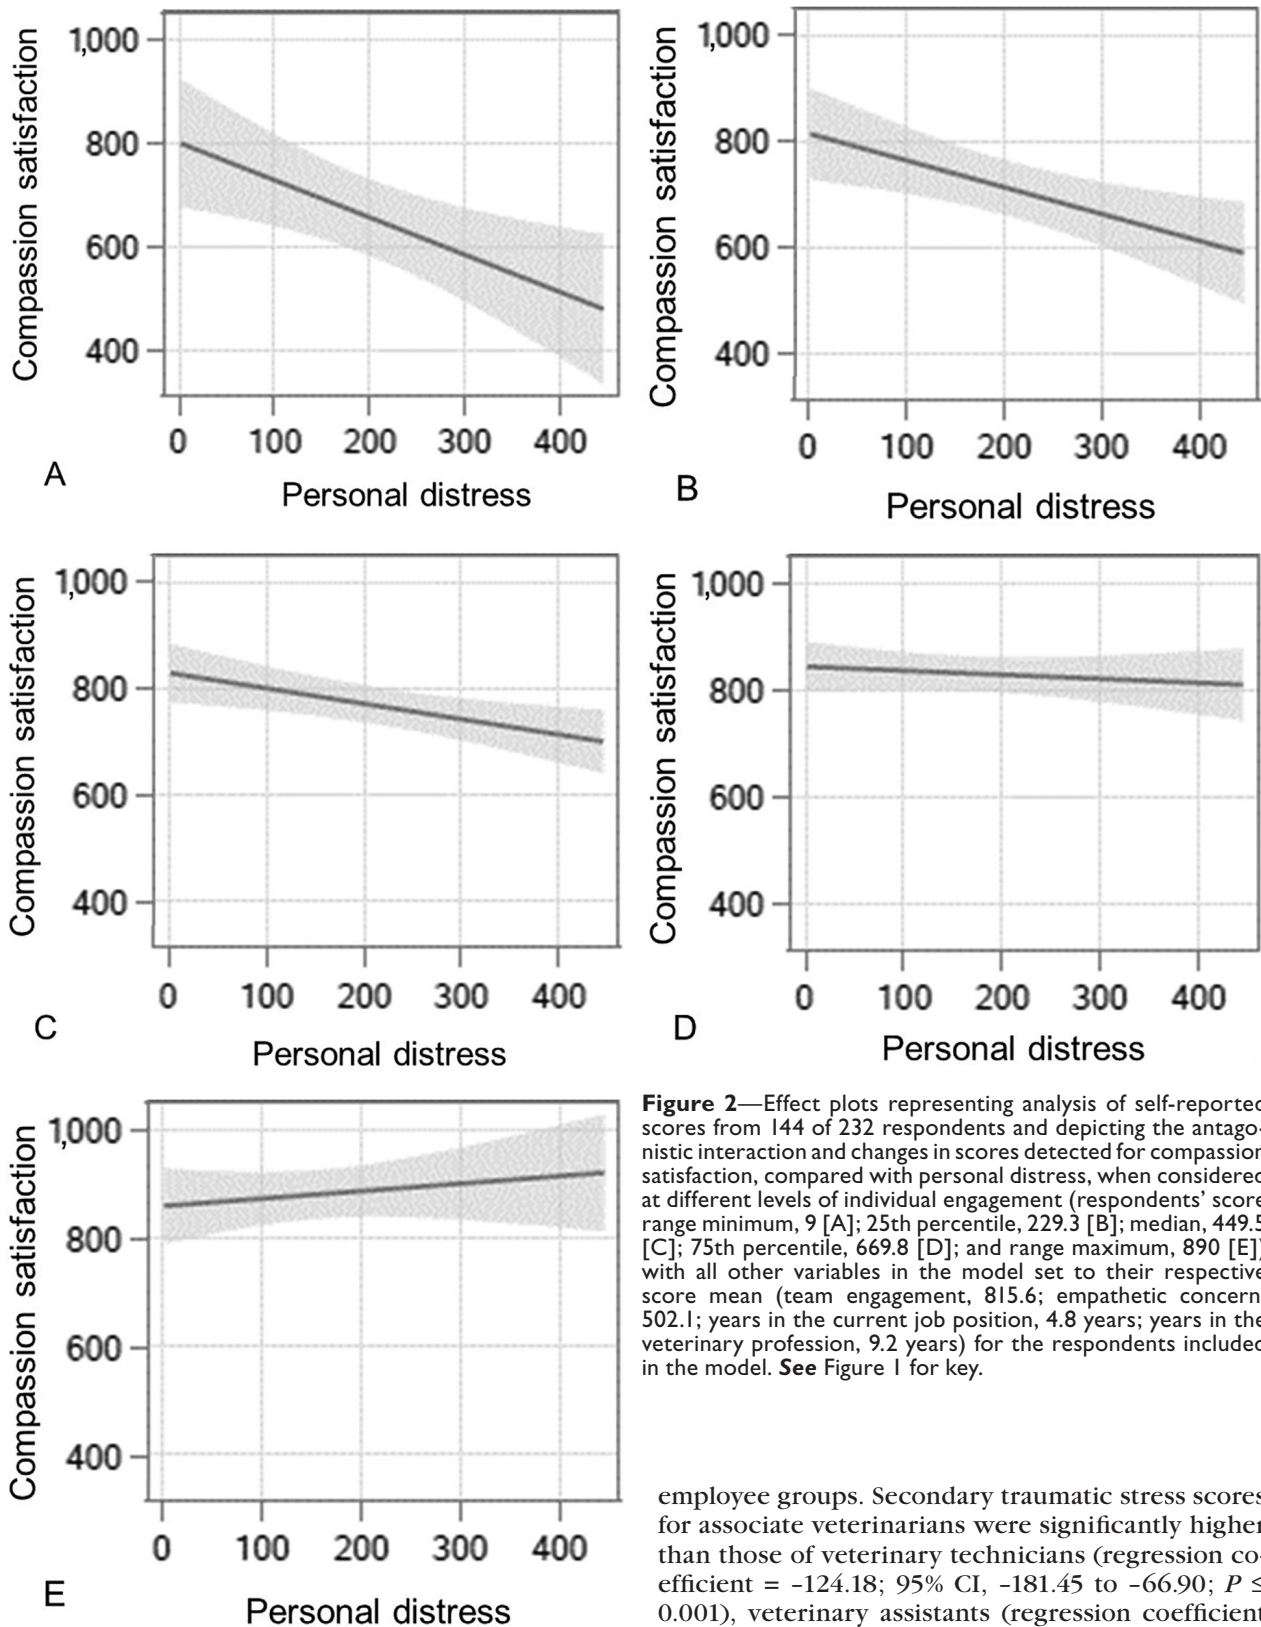 1,000
800
600
400
Compassion satisfaction
0 100 200 300 400
A
Personal distress
1,000
800
600
400
Compassion satisfaction
0 100 200 300 400
B
Personal distress
1,000
800
600
400
Compassion satisfaction
0 100 200 300 400
C
Personal distress
1,000
800
600
400
Compassion satisfaction
0 100 200 300 400
D
Personal distress
1,000
800
600
400
Compassion satisfaction
0 100 200 300 400
E
Personal distress
Figure 2—Effect plots representing analysis of self-reported
scores from 144 of 232 respondents and depicting the antago-
nistic interaction and changes in scores detected for compassion
satisfaction, compared with personal distress, when considered
at different levels of individual engagement (respondents' score
range minimum, 9 [A]; 25th percentile, 229.3 [B]; median, 449.5
[C]; 75th percentile, 669.8 [D]; and range maximum, 890 [E])
with all other variables in the model set to their respective
score mean (team engagement, 815.6; empathetic concern
502.1; years in the current job position, 4.8 years; years in the
veterinary profession, 9.2 years) for the respondents included
in the model. See Figure 1 for key.
employee groups. Secondary traumatic stress scores
for associate veterinarians were significantly higher
than those of veterinary technicians (regression co-
efficient = –124.18; 95% CI, –181.45 to –66.90; P ≤
0.001), veterinary assistants (regression coefficient